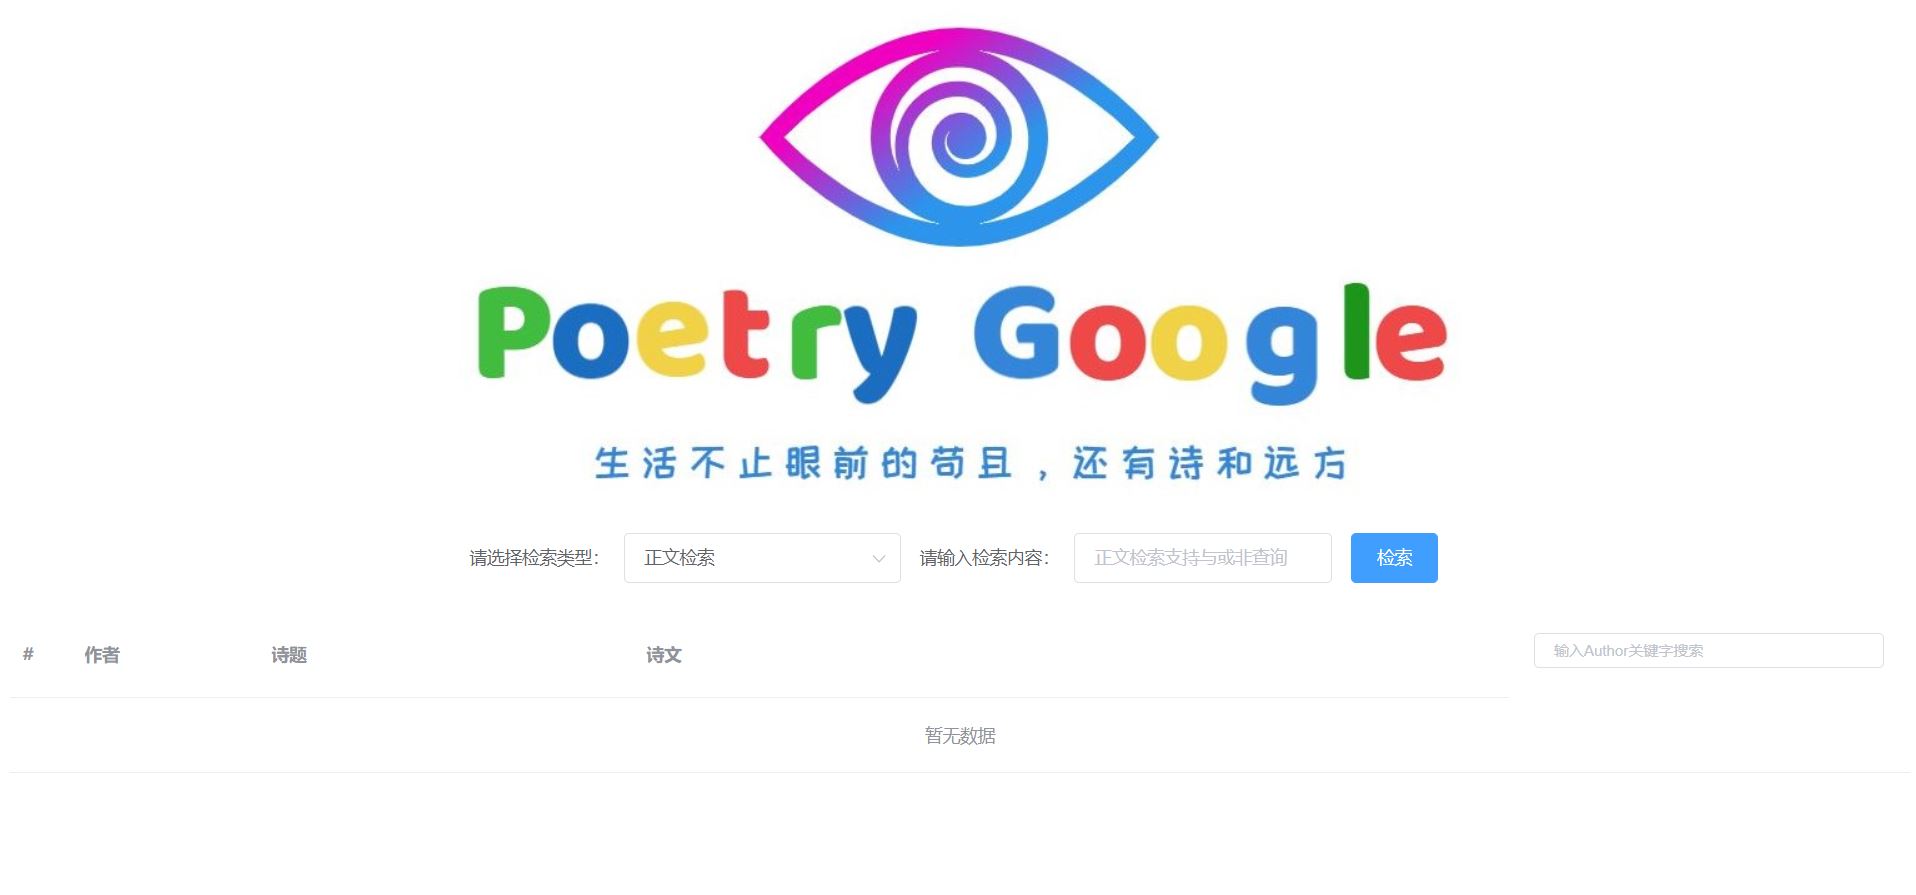 Poetry Google
生活不止眼前的苟且，还有诗和远方
请选择检索类型： 正文检索 请输入检索内容： 正文检索支持与或非查询 检索
# 作者 诗题 诗文 输入Author关键字搜索
暂无数据